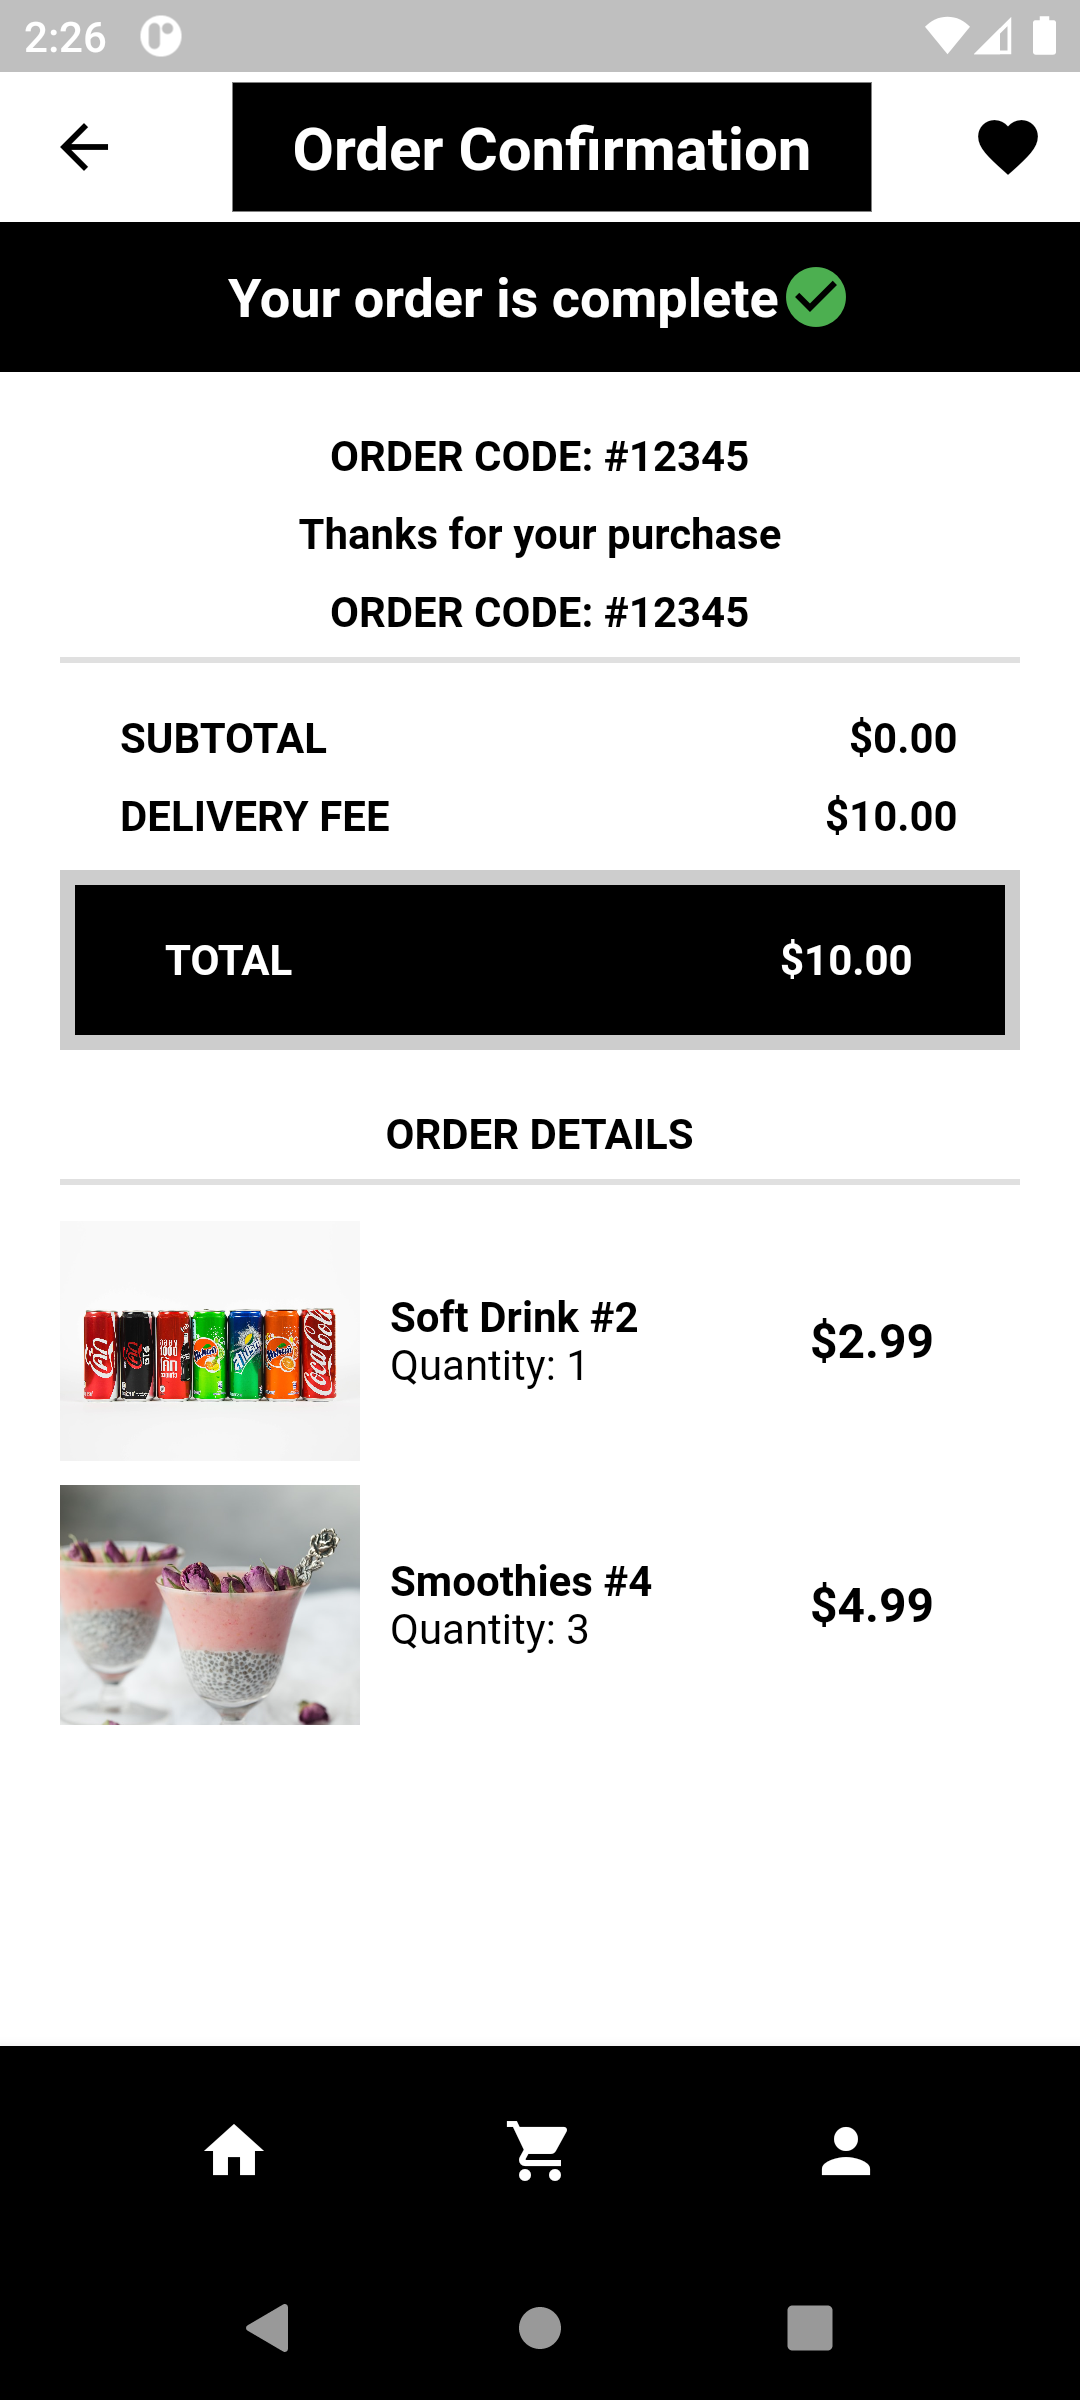 2:26
Order Confirmation
Your order is complete
ORDER CODE: #12345
Thanks for your purchase
ORDER CODE: #12345
SUBTOTAL $0.00
DELIVERY FEE $10.00
TOTAL $10.00
ORDER DETAILS
Soft Drink #2
Quantity: 1
$2.99
Smoothies #4
Quantity: 3
$4.99
Coca-Cola